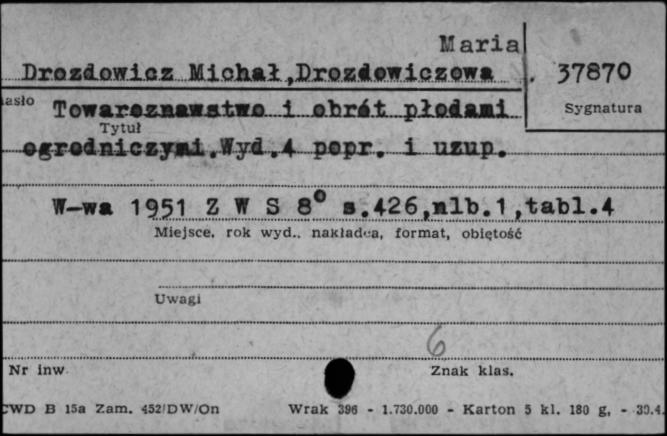 Maria
Drozdowicz Michał,Drozdowiczowa . 37870
asło Towaroznawstwo i obrót płodami Sygnatura
Tytuł
ogrodniczymi.Wyd.4 popr. i uzup.
W-wa 1951 Z W S 8° s.426,nlb.1,tabl.4
Miejsce, rok wyd., nakładca, format, objętość
Uwagi
6
Nr inw. Znak klas.
CWD B 15a Zam. 452/DW/On Wrak 396 - 1.730.000 - Karton 5 kl. 180 g, - 30.4.